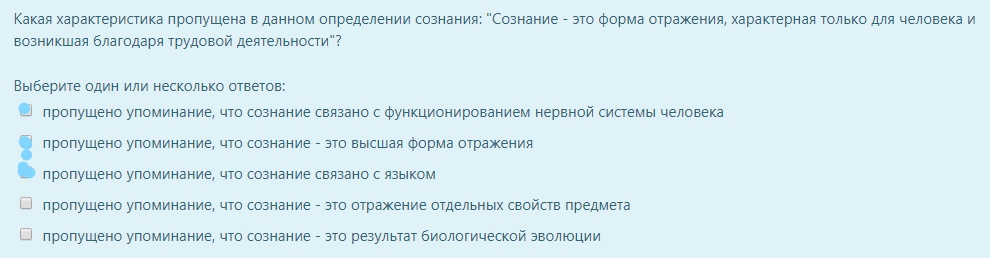 Какая характеристика пропущена в данном определении сознания: "Сознание - это форма отражения, характерная только для человека и
возникшая благодаря трудовой деятельности"?
Выберите один или несколько ответов:
пропущено упоминание, что сознание связано с функционированием нервной системы человека
пропущено упоминание, что сознание - это высшая форма отражения
пропущено упоминание, что сознание связано с языком
пропущено упоминание, что сознание - это отражение отдельных свойств предмета
пропущено упоминание, что сознание - это результат биологической эволюции